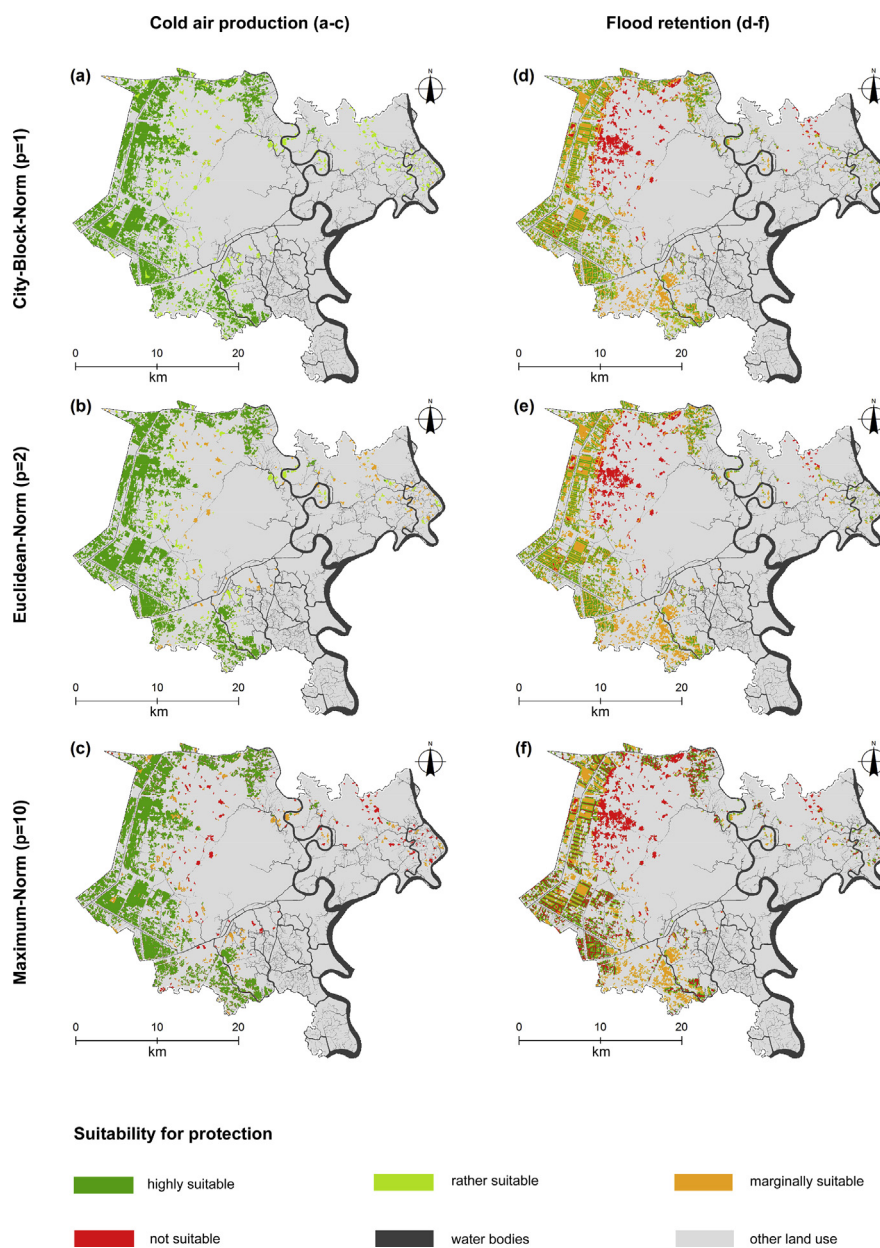 Cold air production (a-c)
Flood retention (d-f)
City-Block-Norm (p=1)
(a)
N
0 10 20
km
(d)
N
0 10 20
km
Euclidean-Norm (p=2)
(b)
N
0 10 20
km
(e)
N
0 10 20
km
Maximum-Norm (p=10)
(c)
N
0 10 20
km
(f)
N
0 10 20
km
Suitability for protection
highly suitable
rather suitable
marginally suitable
not suitable
water bodies
other land use